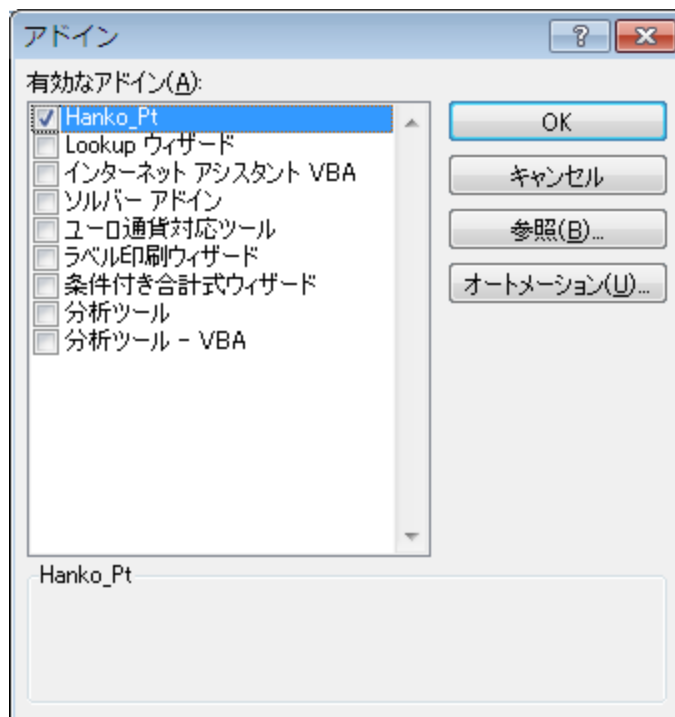 アドイン
有効なアドイン(A):
Hanko_Pt
Lookup ウィザード
インターネット アシスタント VBA
ソルバー アドイン
ユーロ通貨対応ツール
ラベル印刷ウィザード
条件付き合計式ウィザード
分析ツール
分析ツール - VBA
OK
キャンセル
参照(B)...
オートメーション(U)...
Hanko_Pt